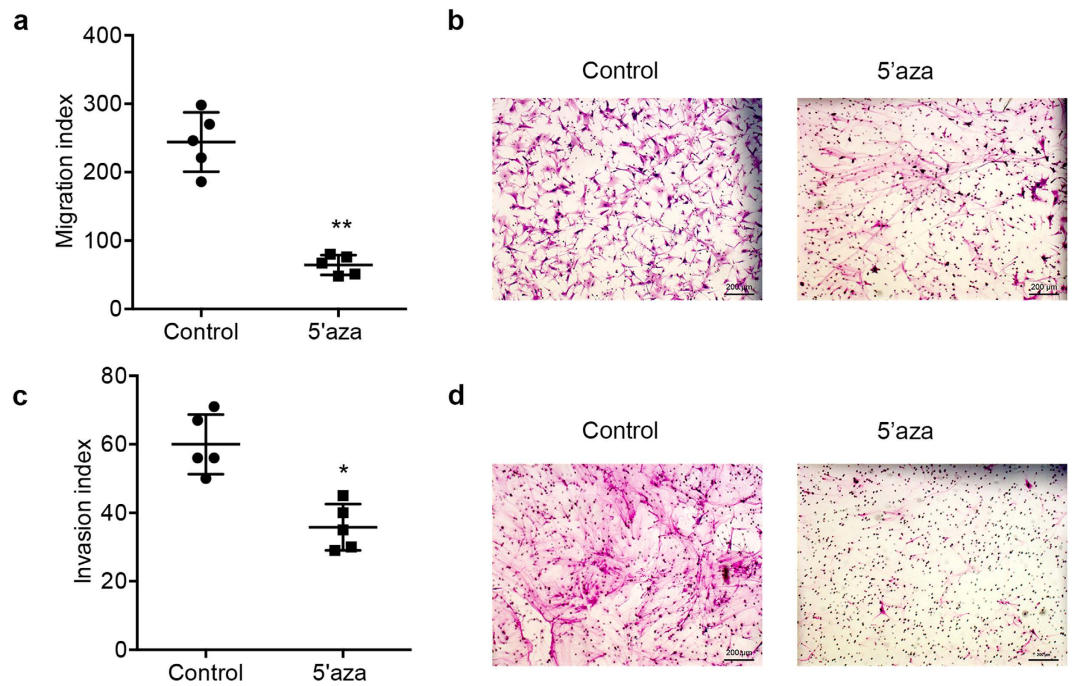 a
400
300
200
100
0
Migration index
**
Control
5'aza
b
Control
5’aza
200 µm
200 µm
c
80
60
40
20
0
Invasion index
*
Control
5'aza
d
Control
5’aza
200 µm